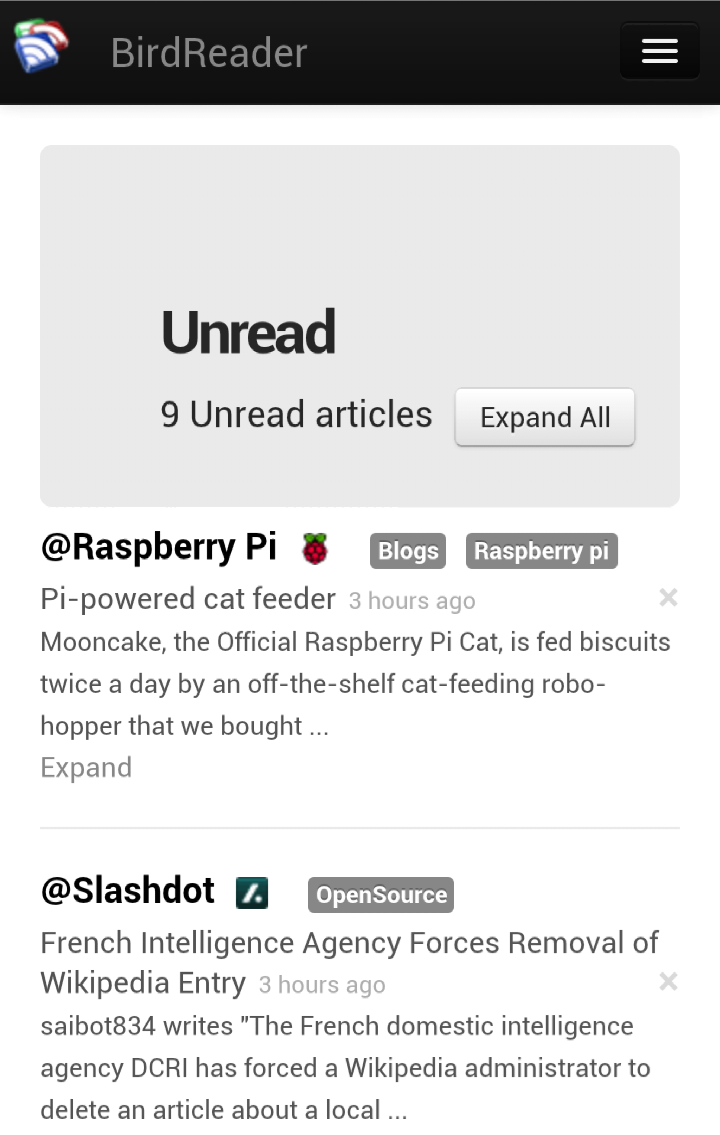 BirdReader
Unread
9 Unread articles Expand All
@Raspberry Pi Blogs Raspberry pi
Pi-powered cat feeder 3 hours ago ×
Mooncake, the Official Raspberry Pi Cat, is fed biscuits
twice a day by an off-the-shelf cat-feeding robo-
hopper that we bought ...
Expand
@Slashdot OpenSource
French Intelligence Agency Forces Removal of
Wikipedia Entry 3 hours ago ×
saibot834 writes "The French domestic intelligence
agency DCRI has forced a Wikipedia administrator to
delete an article about a local ...